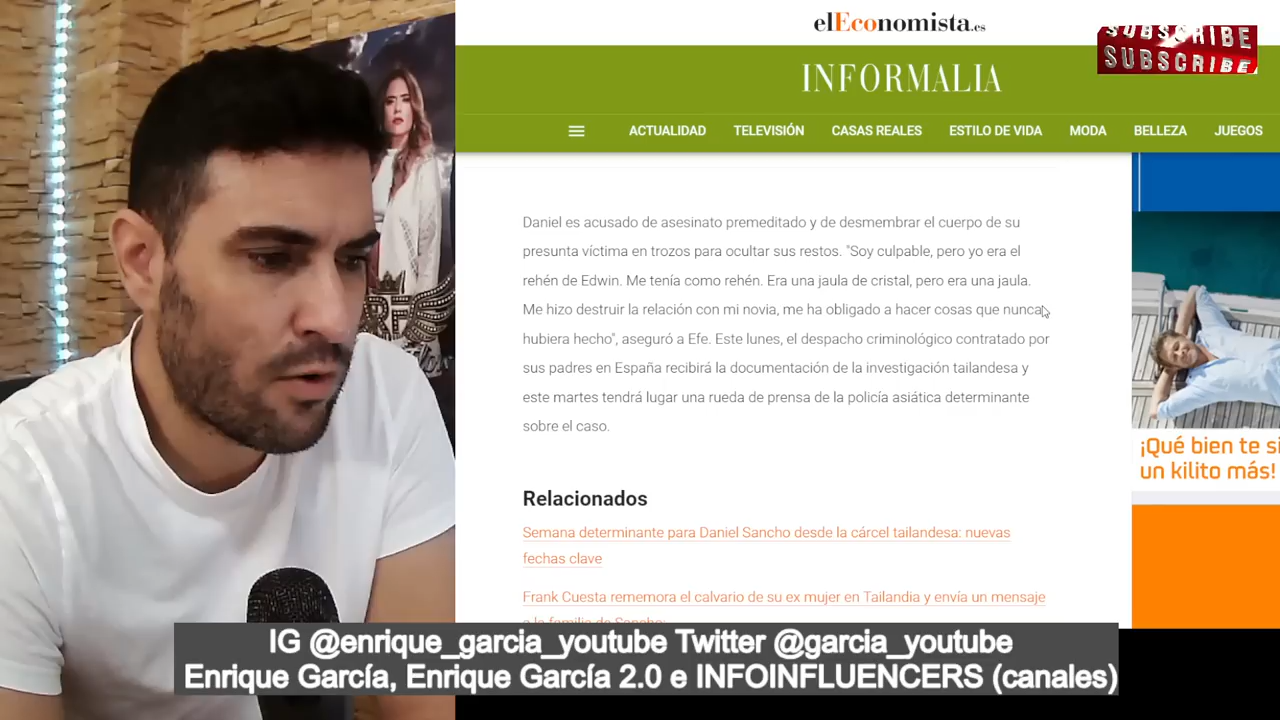 elEconomista.es
SUBSCRIBE
SUBSCRIBE
INFORMALIA
ACTUALIDAD TELEVISIÓN CASAS REALES ESTILO DE VIDA MODA BELLEZA JUEGOS
Daniel es acusado de asesinato premeditado y de desmembrar el cuerpo de su
presunta víctima en trozos para ocultar sus restos. "Soy culpable, pero yo era el
rehén de Edwin. Me tenía como rehén. Era una jaula de cristal, pero era una jaula.
Me hizo destruir la relación con mi novia, me ha obligado a hacer cosas que nunca
hubiera hecho", aseguró a Efe. Este lunes, el despacho criminológico contratado por
sus padres en España recibirá la documentación de la investigación tailandesa y
este martes tendrá lugar una rueda de prensa de la policía asiática determinante
sobre el caso.
¡Qué bien te si
un kilito más!
Relacionados
Semana determinante para Daniel Sancho desde la cárcel tailandesa: nuevas
fechas clave
Frank Cuesta rememora el calvario de su ex mujer en Tailandia y envía un mensaje
a la familia de Sancho:
IG @enrique_garcia_youtube Twitter @garcia_youtube
Enrique García, Enrique García 2.0 e INFOINFLUENCERS (canales)